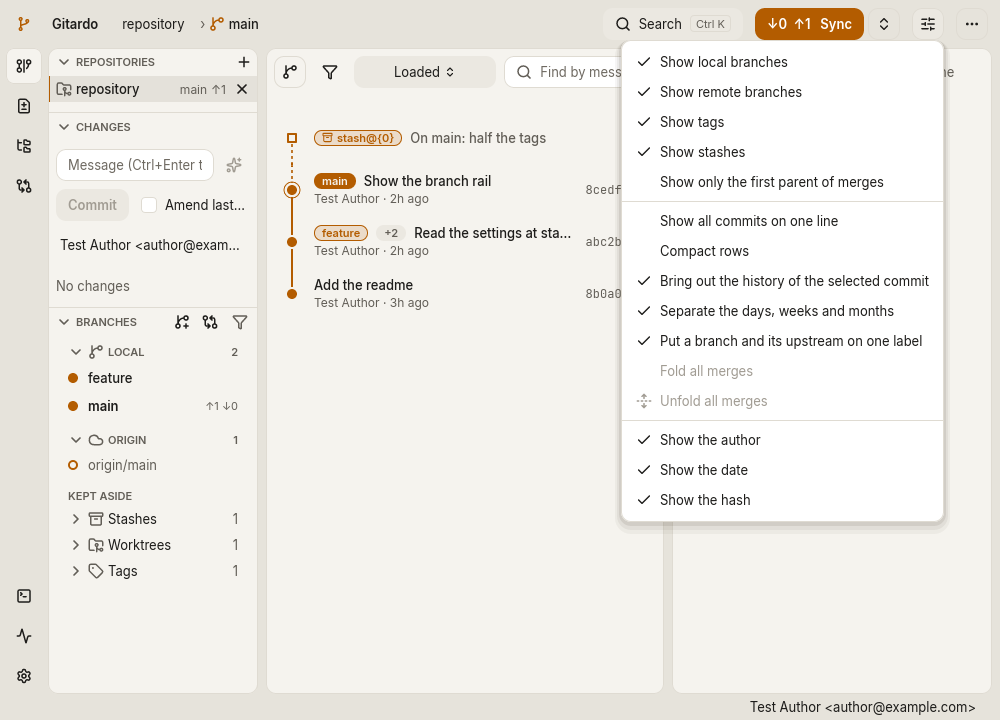 Gitardo
repository
main
Search Ctrl K
↓0 ↑1 Sync
REPOSITORIES
repository main ↑1
CHANGES
Message (Ctrl+Enter t
Commit
Amend last...
Test Author <author@exam...
No changes
BRANCHES
LOCAL 2
feature
main ↑1 ↓0
ORIGIN 1
origin/main
KEPT ASIDE
Stashes 1
Worktrees 1
Tags 1
Loaded
Find by mess
stash@{0} On main: half the tags
main Show the branch rail
Test Author · 2h ago
8cedf
feature +2 Read the settings at sta...
Test Author · 2h ago
abc2b
Add the readme
Test Author · 3h ago
8b0a0
Show local branches
Show remote branches
Show tags
Show stashes
Show only the first parent of merges
Show all commits on one line
Compact rows
Bring out the history of the selected commit
Separate the days, weeks and months
Put a branch and its upstream on one label
Fold all merges
Unfold all merges
Show the author
Show the date
Show the hash
me
Test Author <author@example.com>